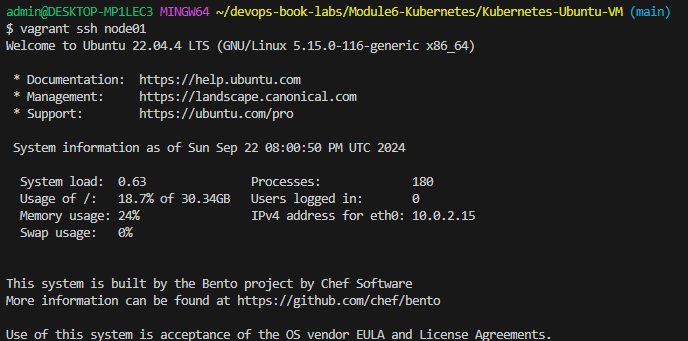 admin@DESKTOP-MP1LEC3 MINGW64 ~/devops-book-labs/Module6-Kubernetes/Kubernetes-Ubuntu-VM (main)
$ vagrant ssh node01
Welcome to Ubuntu 22.04.4 LTS (GNU/Linux 5.15.0-116-generic x86_64)
* Documentation:  https://help.ubuntu.com
* Management:     https://landscape.canonical.com
* Support:        https://ubuntu.com/pro
System information as of Sun Sep 22 08:00:50 PM UTC 2024
System load:  0.63               Processes:             180
Usage of /:   18.7% of 30.34GB   Users logged in:       0
Memory usage: 24%                IPv4 address for eth0: 10.0.2.15
Swap usage:   0%
This system is built by the Bento project by Chef Software
More information can be found at https://github.com/chef/bento
Use of this system is acceptance of the OS vendor EULA and License Agreements.